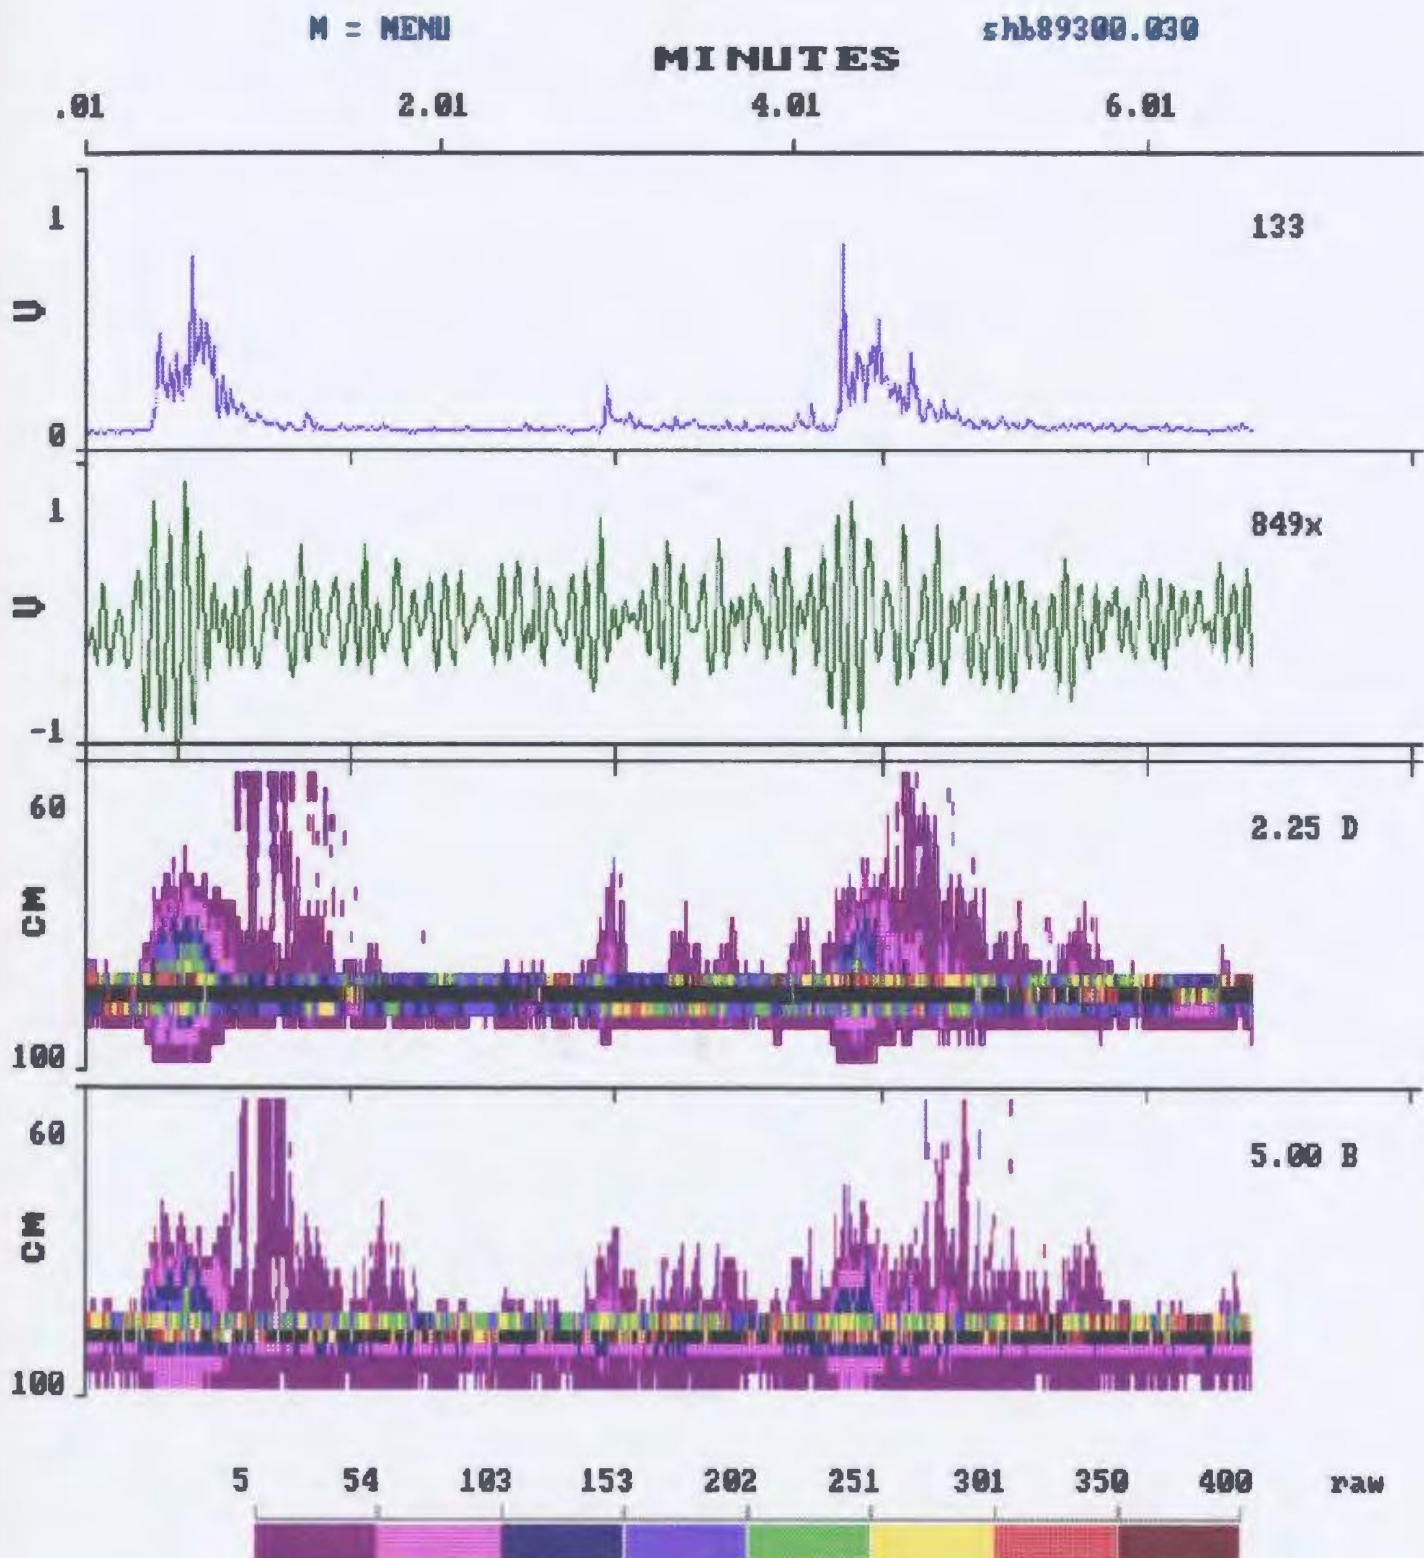 M = MENU shb89300.030
MINUTES
.01 2.01 4.01 6.01
1
133
U
0
1
849x
U
-1
60
2.25 D
CM
100
60
5.00 B
CM
100
5 54 103 153 202 251 301 350 400 raw